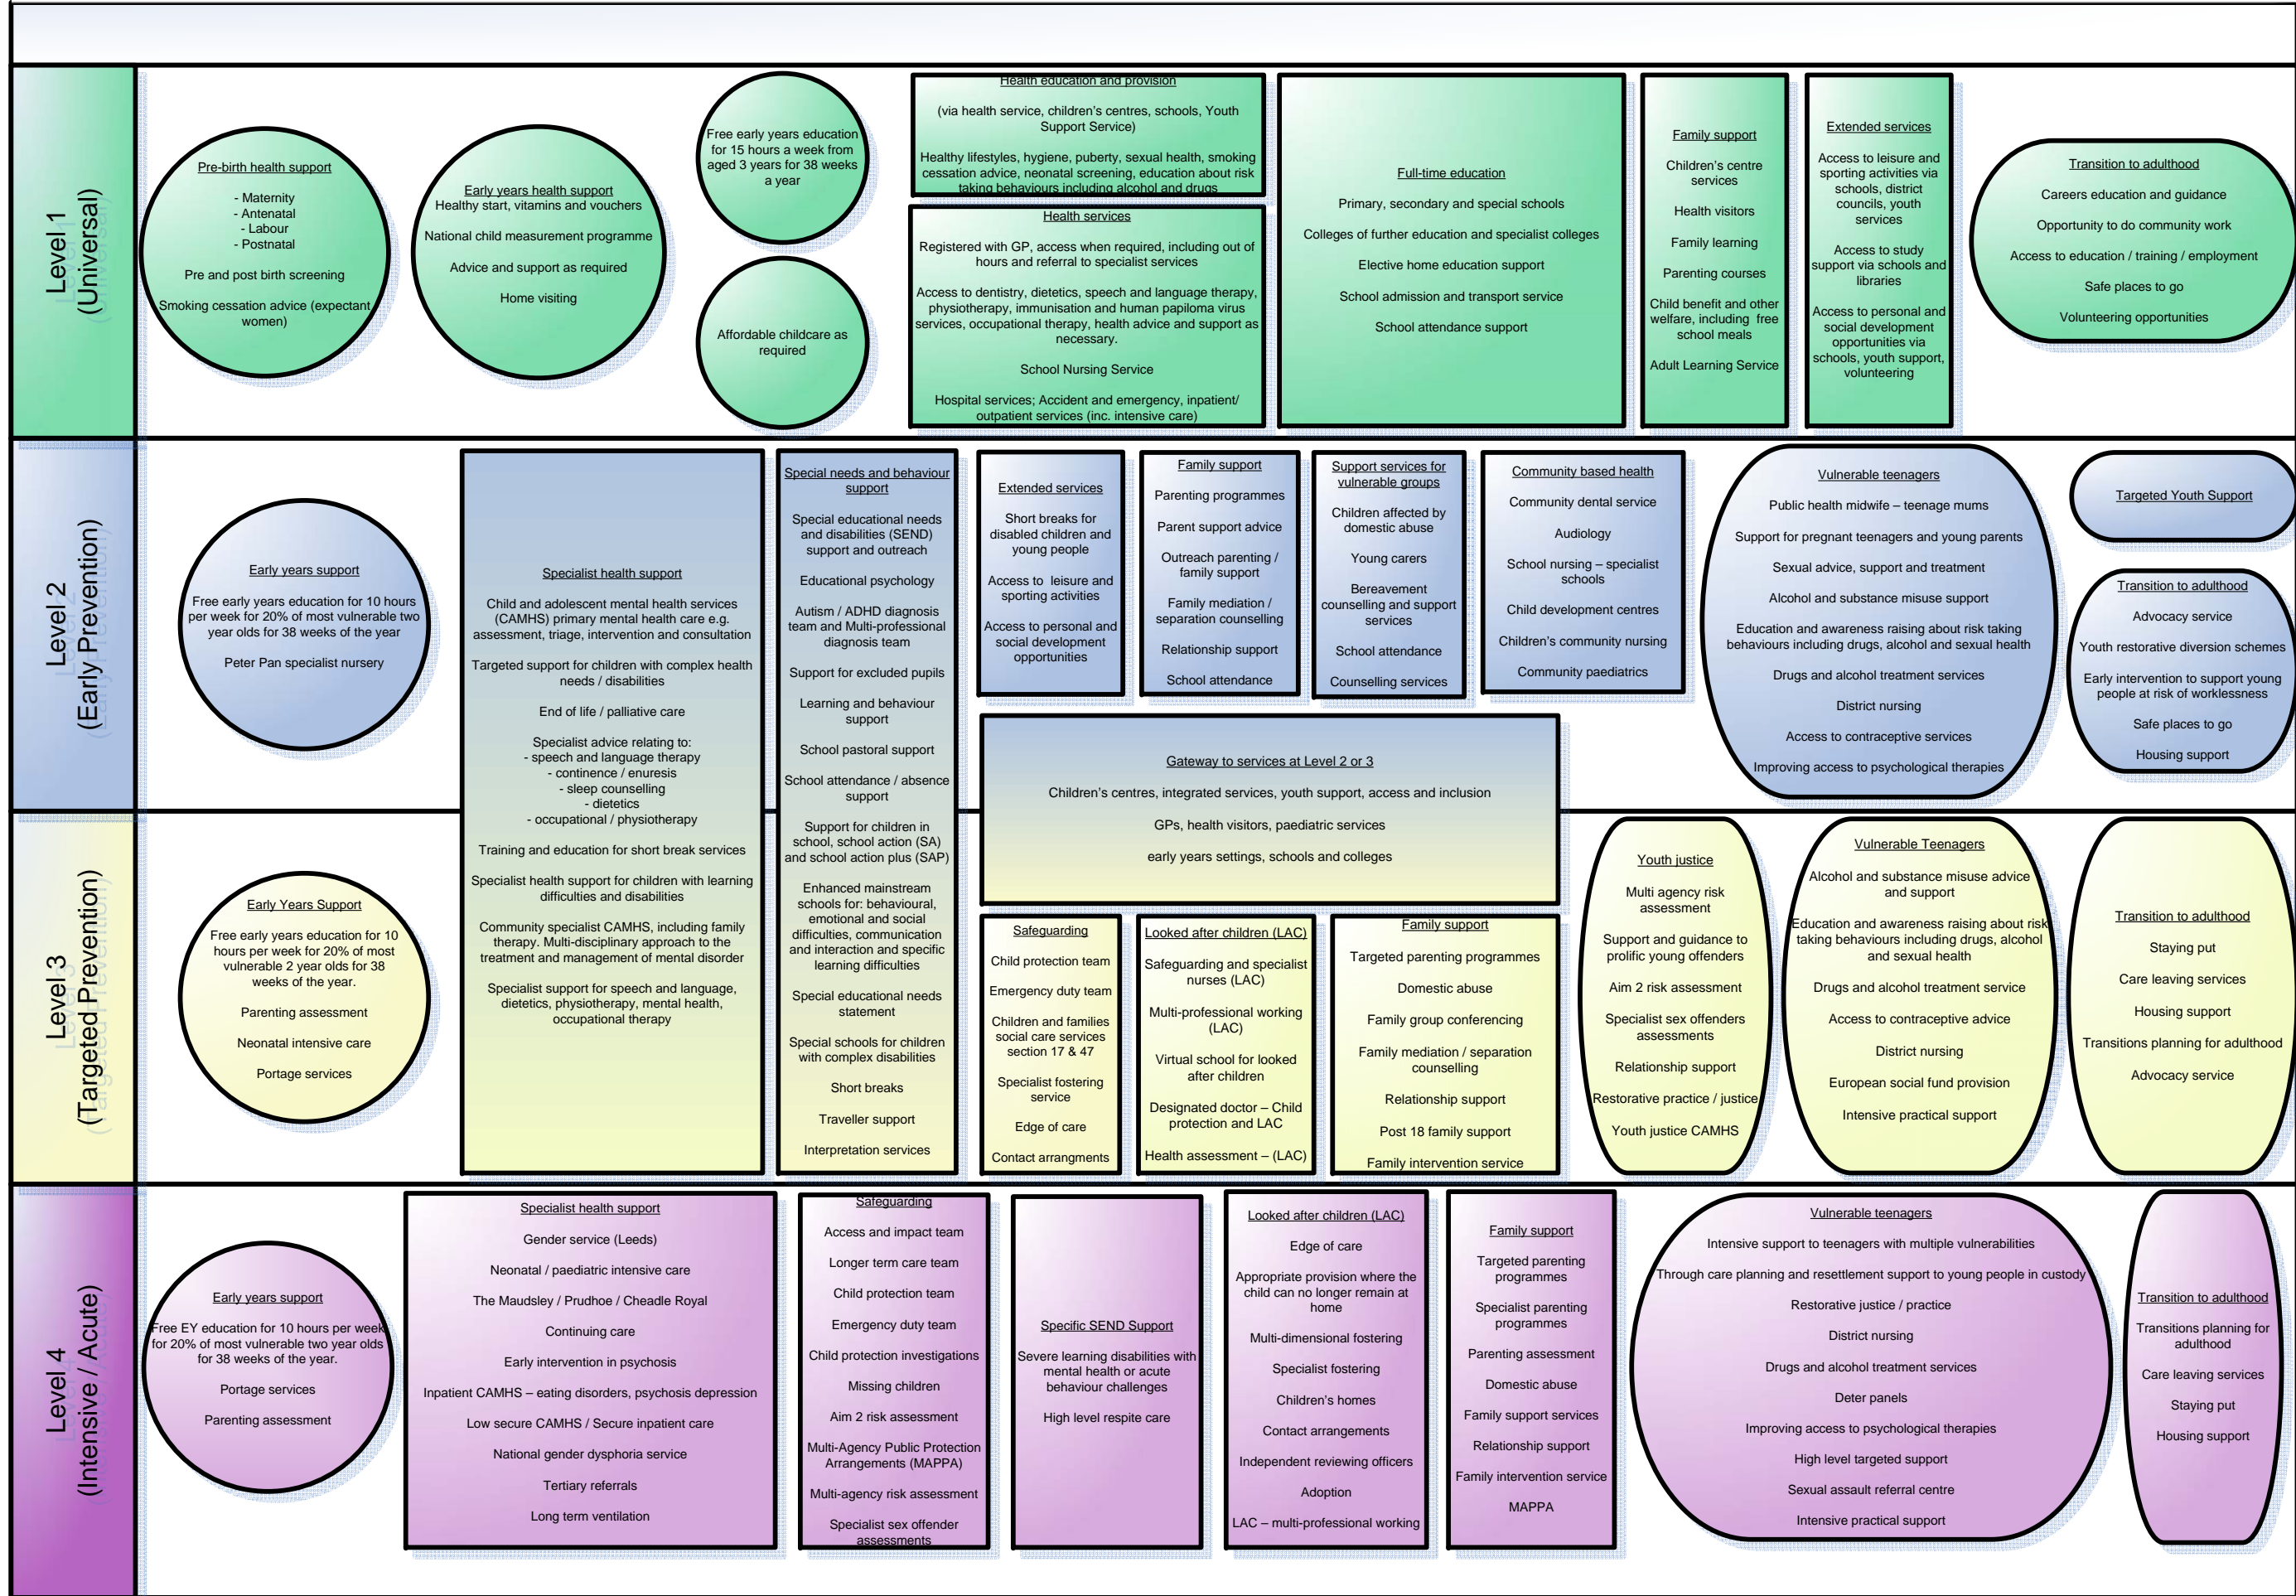 Level 1
(Universal)
Pre-birth health support
- Maternity
- Antenatal
- Labour
- Postnatal
Pre and post birth screening
Smoking cessation advice (expectant
women)
Early years health support
Healthy start, vitamins and vouchers
National child measurement programme
Advice and support as required
Home visiting
Free early years education
for 15 hours a week from
aged 3 years for 38 weeks
a year
Affordable childcare as
required
Health education and provision
(via health service, children's centres, schools, Youth
Support Service)
Healthy lifestyles, hygiene, puberty, sexual health, smoking
cessation advice, neonatal screening, education about risk
taking behaviours including alcohol and drugs
Health services
Registered with GP, access when required, including out of
hours and referral to specialist services
Access to dentistry, dietetics, speech and language therapy,
physiotherapy, immunisation and human papiloma virus
services, occupational therapy, health advice and support as
necessary.
School Nursing Service
Hospital services; Accident and emergency, inpatient/
outpatient services (inc. intensive care)
Full-time education
Primary, secondary and special schools
Colleges of further education and specialist colleges
Elective home education support
School admission and transport service
School attendance support
Family support
Children's centre
services
Health visitors
Family learning
Parenting courses
Child benefit and other
welfare, including free
school meals
Adult Learning Service
Extended services
Access to leisure and
sporting activities via
schools, district
councils, youth
services
Access to study
support via schools and
libraries
Access to personal and
social development
opportunities via
schools, youth support,
volunteering
Transition to adulthood
Careers education and guidance
Opportunity to do community work
Access to education / training / employment
Safe places to go
Volunteering opportunities
Level 2
(Early Prevention)
Early years support
Free early years education for 10 hours
per week for 20% of most vulnerable two
year olds for 38 weeks of the year
Peter Pan specialist nursery
Specialist health support
Child and adolescent mental health services
(CAMHS) primary mental health care e.g.
assessment, triage, intervention and consultation
Targeted support for children with complex health
needs / disabilities
End of life / palliative care
Specialist advice relating to:
- speech and language therapy
- continence / enuresis
- sleep counselling
- dietetics
- occupational / physiotherapy
Training and education for short break services
Specialist health support for children with learning
difficulties and disabilities
Community specialist CAMHS, including family
therapy. Multi-disciplinary approach to the
treatment and management of mental disorder
Specialist support for speech and language,
dietetics, physiotherapy, mental health,
occupational therapy
Special needs and behaviour
support
Special educational needs
and disabilities (SEND)
support and outreach
Educational psychology
Autism / ADHD diagnosis
team and Multi-professional
diagnosis team
Support for excluded pupils
Learning and behaviour
support
School pastoral support
School attendance / absence
support
Support for children in
school, school action (SA)
and school action plus (SAP)
Enhanced mainstream
schools for: behavioural,
emotional and social
difficulties, communication
and interaction and specific
learning difficulties
Special educational needs
statement
Special schools for children
with complex disabilities
Short breaks
Traveller support
Interpretation services
Extended services
Short breaks for
disabled children and
young people
Access to leisure and
sporting activities
Access to personal and
social development
opportunities
Family support
Parenting programmes
Parent support advice
Outreach parenting /
family support
Family mediation /
separation counselling
Relationship support
School attendance
Support services for
vulnerable groups
Children affected by
domestic abuse
Young carers
Bereavement
counselling and support
services
School attendance
Counselling services
Community based health
Community dental service
Audiology
School nursing – specialist
schools
Child development centres
Children's community nursing
Community paediatrics
Vulnerable teenagers
Public health midwife – teenage mums
Support for pregnant teenagers and young parents
Sexual advice, support and treatment
Alcohol and substance misuse support
Education and awareness raising about risk taking
behaviours including drugs, alcohol and sexual health
Drugs and alcohol treatment services
District nursing
Access to contraceptive services
Improving access to psychological therapies
Targeted Youth Support
Transition to adulthood
Advocacy service
Youth restorative diversion schemes
Early intervention to support young
people at risk of worklessness
Safe places to go
Housing support
Gateway to services at Level 2 or 3
Children's centres, integrated services, youth support, access and inclusion
GPs, health visitors, paediatric services
early years settings, schools and colleges
Level 3
(Targeted Prevention)
Early Years Support
Free early years education for 10
hours per week for 20% of most
vulnerable 2 year olds for 38
weeks of the year.
Parenting assessment
Neonatal intensive care
Portage services
Safeguarding
Child protection team
Emergency duty team
Children and families
social care services
section 17 & 47
Specialist fostering
service
Edge of care
Contact arrangments
Looked after children (LAC)
Safeguarding and specialist
nurses (LAC)
Multi-professional working
(LAC)
Virtual school for looked
after children
Designated doctor – Child
protection and LAC
Health assessment – (LAC)
Family support
Targeted parenting programmes
Domestic abuse
Family group conferencing
Family mediation / separation
counselling
Relationship support
Post 18 family support
Family intervention service
Youth justice
Multi agency risk
assessment
Support and guidance to
prolific young offenders
Aim 2 risk assessment
Specialist sex offenders
assessments
Relationship support
Restorative practice / justice
Youth justice CAMHS
Vulnerable Teenagers
Alcohol and substance misuse advice
and support
Education and awareness raising about risk
taking behaviours including drugs, alcohol
and sexual health
Drugs and alcohol treatment service
Access to contraceptive advice
District nursing
European social fund provision
Intensive practical support
Transition to adulthood
Staying put
Care leaving services
Housing support
Transitions planning for adulthood
Advocacy service
Level 4
(Intensive / Acute)
Early years support
Free EY education for 10 hours per week
for 20% of most vulnerable two year olds
for 38 weeks of the year.
Portage services
Parenting assessment
Specialist health support
Gender service (Leeds)
Neonatal / paediatric intensive care
The Maudsley / Prudhoe / Cheadle Royal
Continuing care
Early intervention in psychosis
Inpatient CAMHS – eating disorders, psychosis depression
Low secure CAMHS / Secure inpatient care
National gender dysphoria service
Tertiary referrals
Long term ventilation
Safeguarding
Access and impact team
Longer term care team
Child protection team
Emergency duty team
Child protection investigations
Missing children
Aim 2 risk assessment
Multi-Agency Public Protection
Arrangements (MAPPA)
Multi-agency risk assessment
Specialist sex offender
assessments
Specific SEND Support
Severe learning disabilities with
mental health or acute
behaviour challenges
High level respite care
Looked after children (LAC)
Edge of care
Appropriate provision where the
child can no longer remain at
home
Multi-dimensional fostering
Specialist fostering
Children's homes
Contact arrangements
Independent reviewing officers
Adoption
LAC – multi-professional working
Family support
Targeted parenting
programmes
Specialist parenting
programmes
Parenting assessment
Domestic abuse
Family support services
Relationship support
Family intervention service
MAPPA
Vulnerable teenagers
Intensive support to teenagers with multiple vulnerabilities
Through care planning and resettlement support to young people in custody
Restorative justice / practice
District nursing
Drugs and alcohol treatment services
Deter panels
Improving access to psychological therapies
High level targeted support
Sexual assault referral centre
Intensive practical support
Transition to adulthood
Transitions planning for
adulthood
Care leaving services
Staying put
Housing support